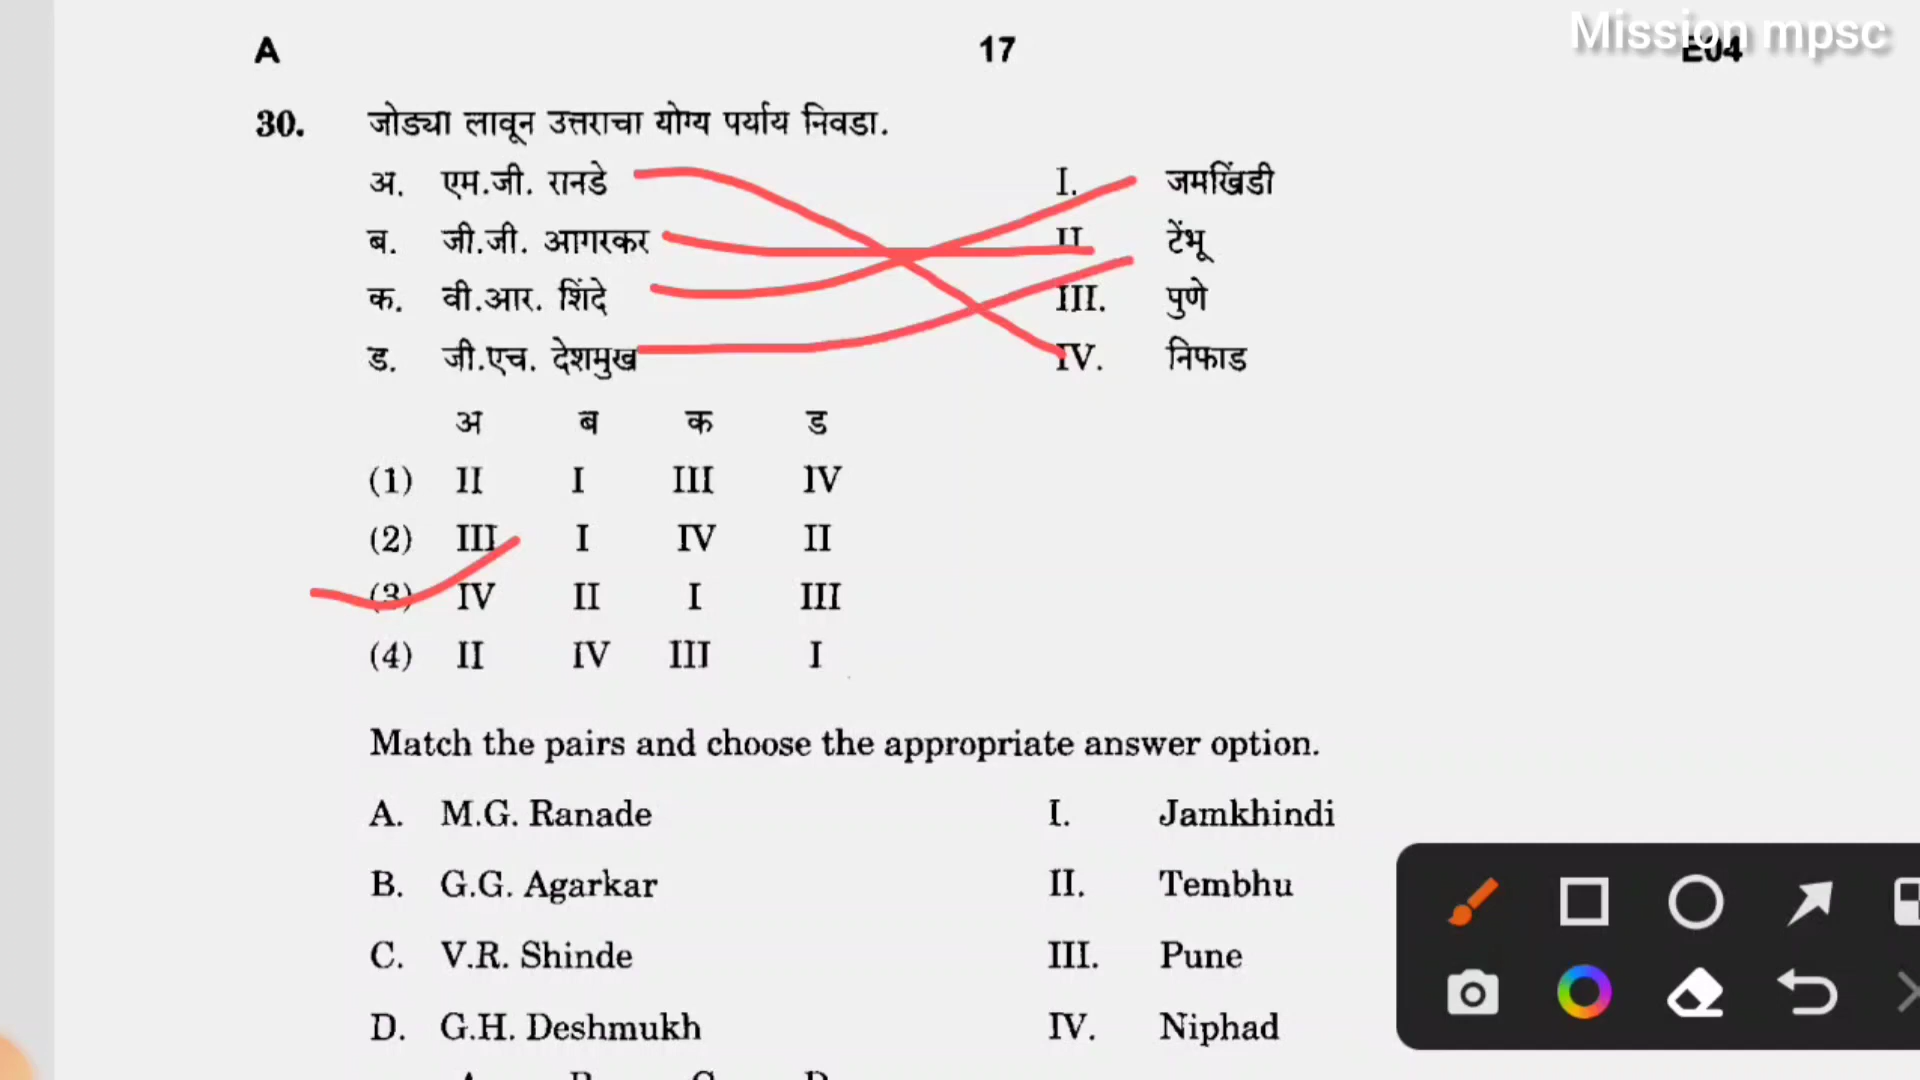 Mission mpsc
A 17 E04
30. जोड्या लावून उत्तराचा योग्य पर्याय निवडा.
अ. एम.जी. रानडे I. जमखिंडी
ब. जी.जी. आगरकर II. टेंभू
क. वी.आर. शिंदे III. पुणे
ड. जी.एच. देशमुख IV. निफाड
अ ब क ड
(1) II I III IV
(2) III I IV II
(3) IV II I III
(4) II IV III I
Match the pairs and choose the appropriate answer option.
A. M.G. Ranade I. Jamkhindi
B. G.G. Agarkar II. Tembhu
C. V.R. Shinde III. Pune
D. G.H. Deshmukh IV. Niphad